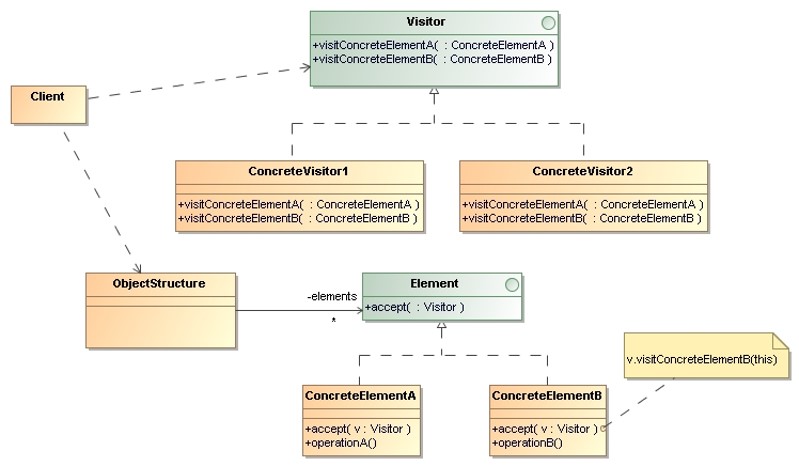 Visitor
+visitConcreteElementA( : ConcreteElementA )
+visitConcreteElementB( : ConcreteElementB )
Client
ConcreteVisitor1
+visitConcreteElementA( : ConcreteElementA )
+visitConcreteElementB( : ConcreteElementB )
ConcreteVisitor2
+visitConcreteElementA( : ConcreteElementA )
+visitConcreteElementB( : ConcreteElementB )
ObjectStructure
-elements
*
Element
+accept( : Visitor )
v.visitConcreteElementB(this)
ConcreteElementA
+accept( v : Visitor )
+operationA()
ConcreteElementB
+accept( v : Visitor )
+operationB()